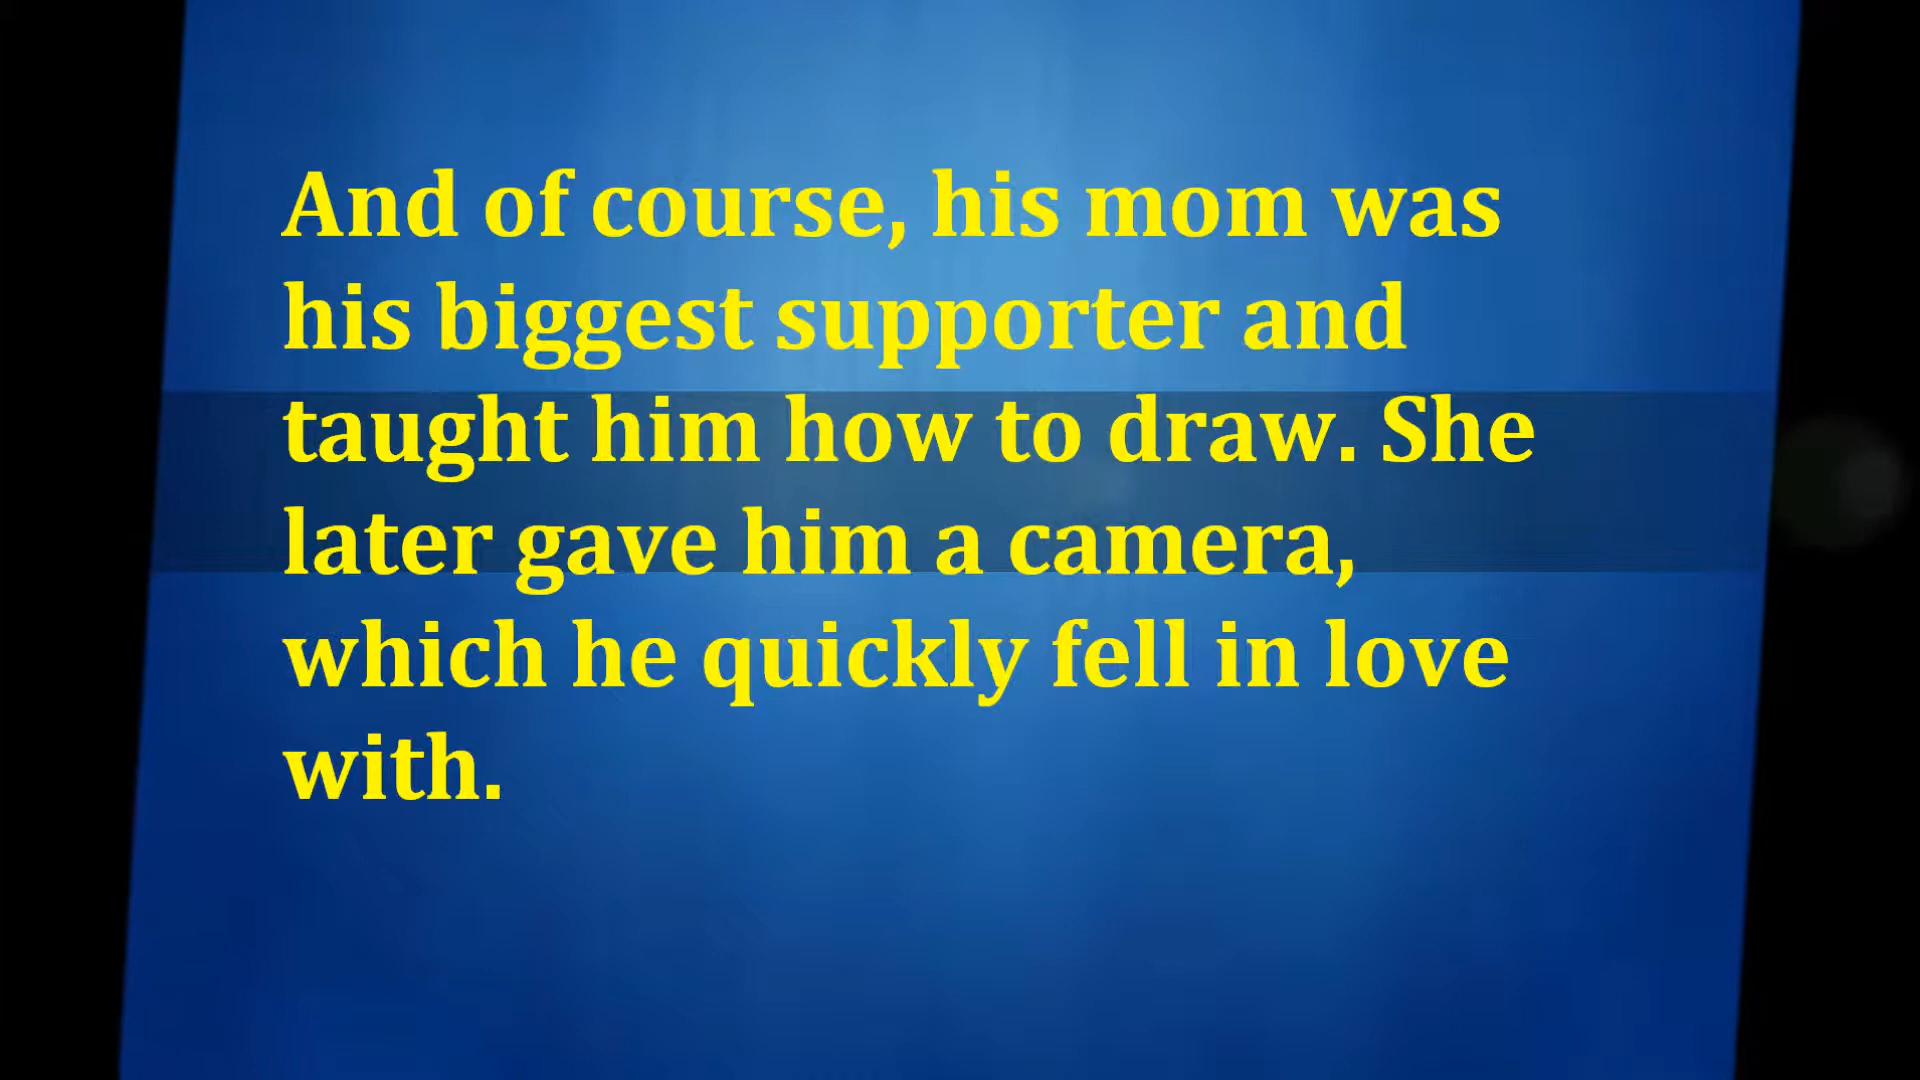 And of course, his mom was
his biggest supporter and
taught him how to draw. She
later gave him a camera,
which he quickly fell in love
with.